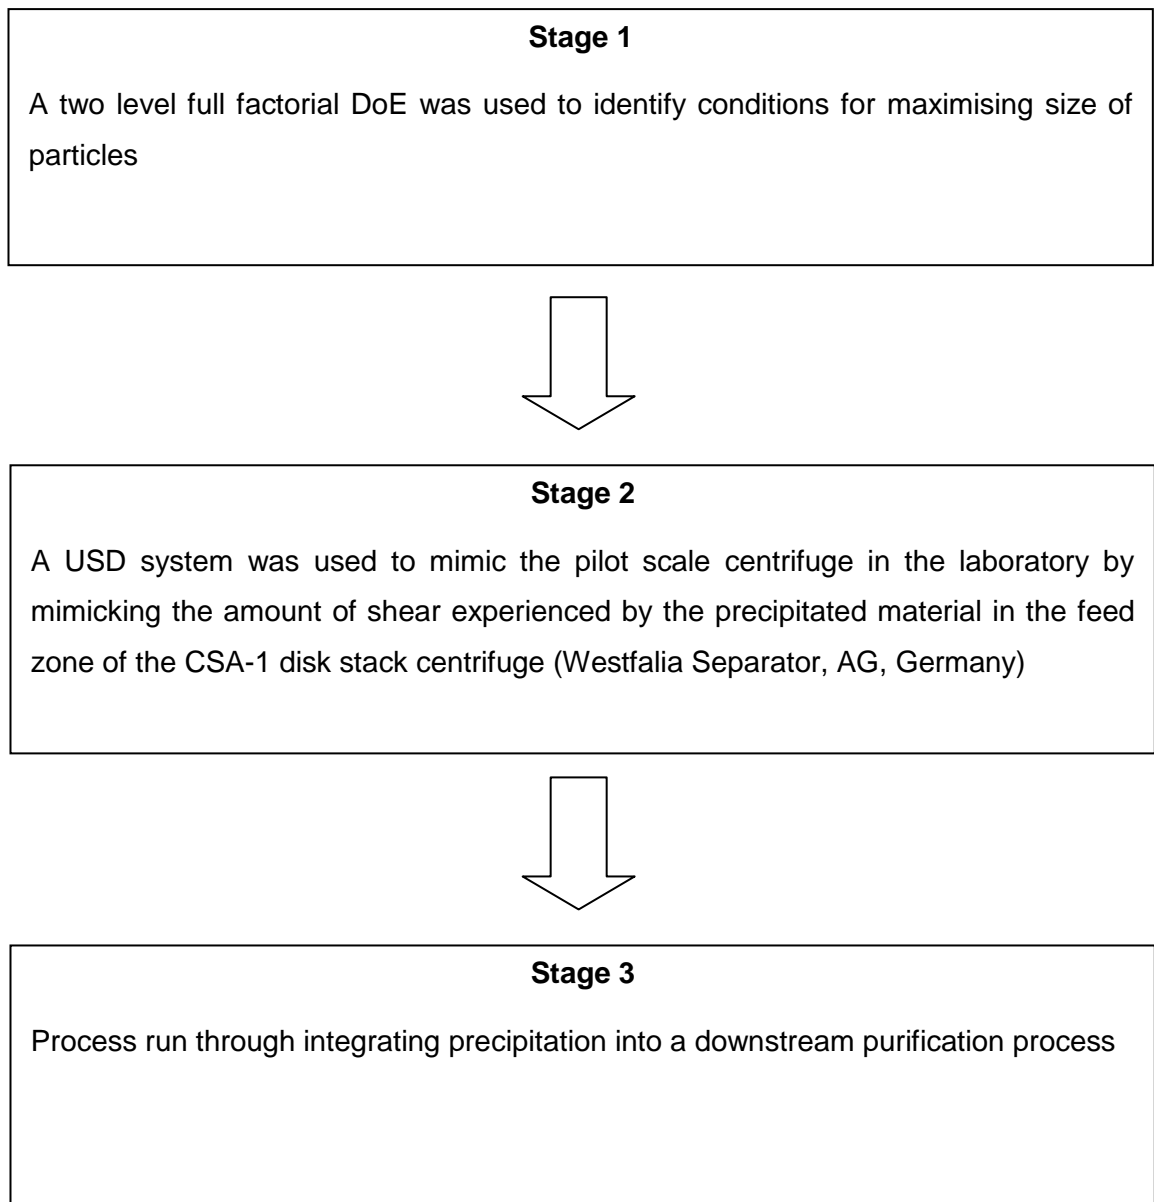 Stage 1
A two level full factorial DoE was used to identify conditions for maximising size of
particles
Stage 2
A USD system was used to mimic the pilot scale centrifuge in the laboratory by
mimicking the amount of shear experienced by the precipitated material in the feed
zone of the CSA-1 disk stack centrifuge (Westfalia Separator, AG, Germany)
Stage 3
Process run through integrating precipitation into a downstream purification process